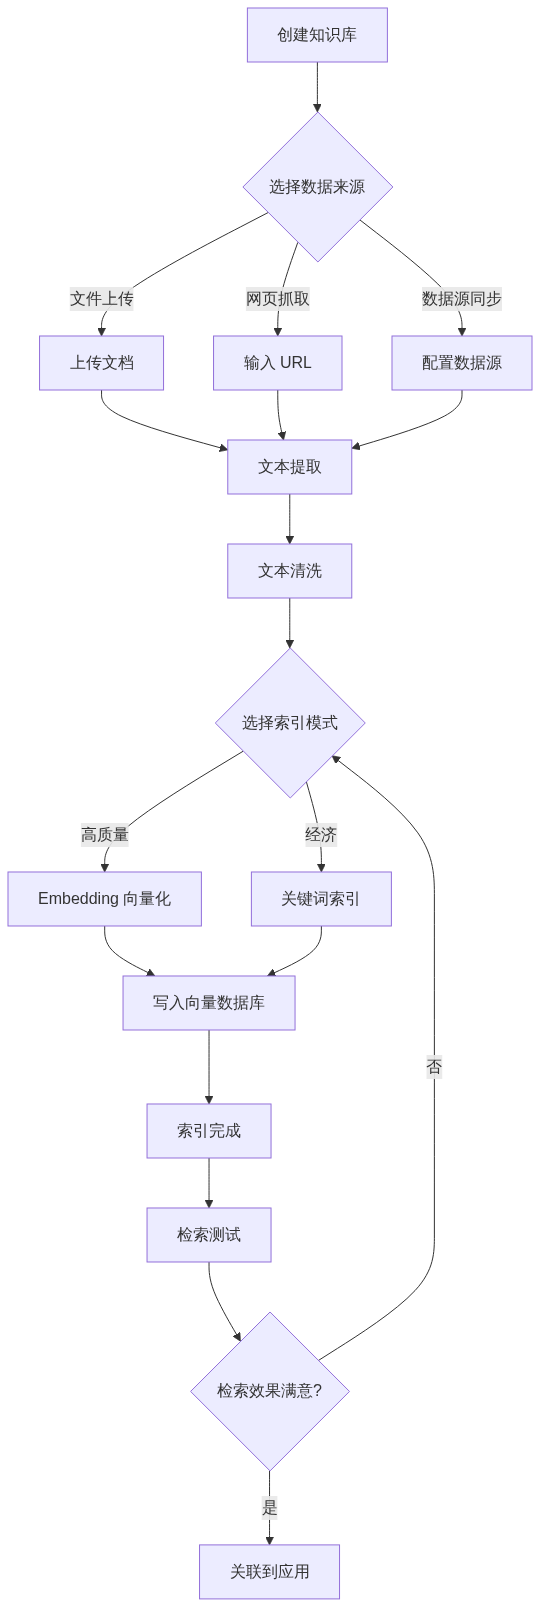 创建知识库
选择数据来源
文件上传
网页抓取
数据源同步
上传文档
输入 URL
配置数据源
文本提取
文本清洗
选择索引模式
高质量
经济
Embedding 向量化
关键词索引
写入向量数据库
否
索引完成
检索测试
检索效果满意?
是
关联到应用